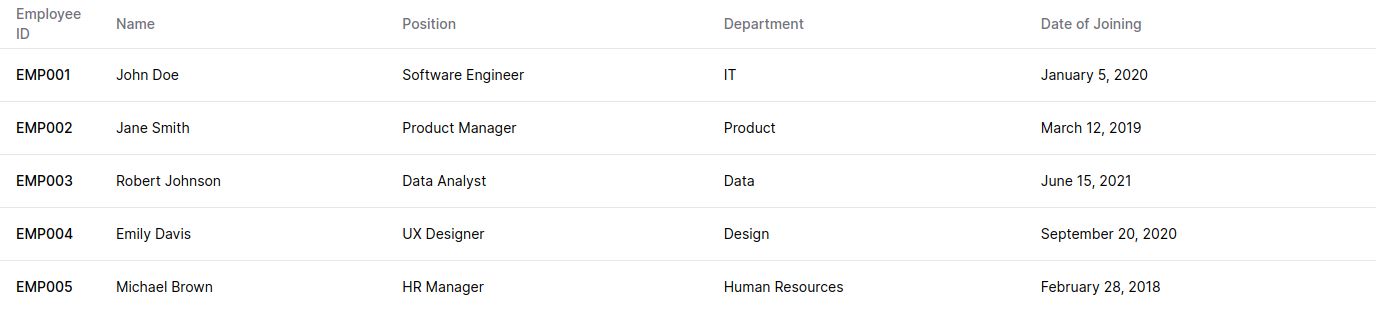 Employee ID Name Position Department Date of Joining
EMP001 John Doe Software Engineer IT January 5, 2020
EMP002 Jane Smith Product Manager Product March 12, 2019
EMP003 Robert Johnson Data Analyst Data June 15, 2021
EMP004 Emily Davis UX Designer Design September 20, 2020
EMP005 Michael Brown HR Manager Human Resources February 28, 2018